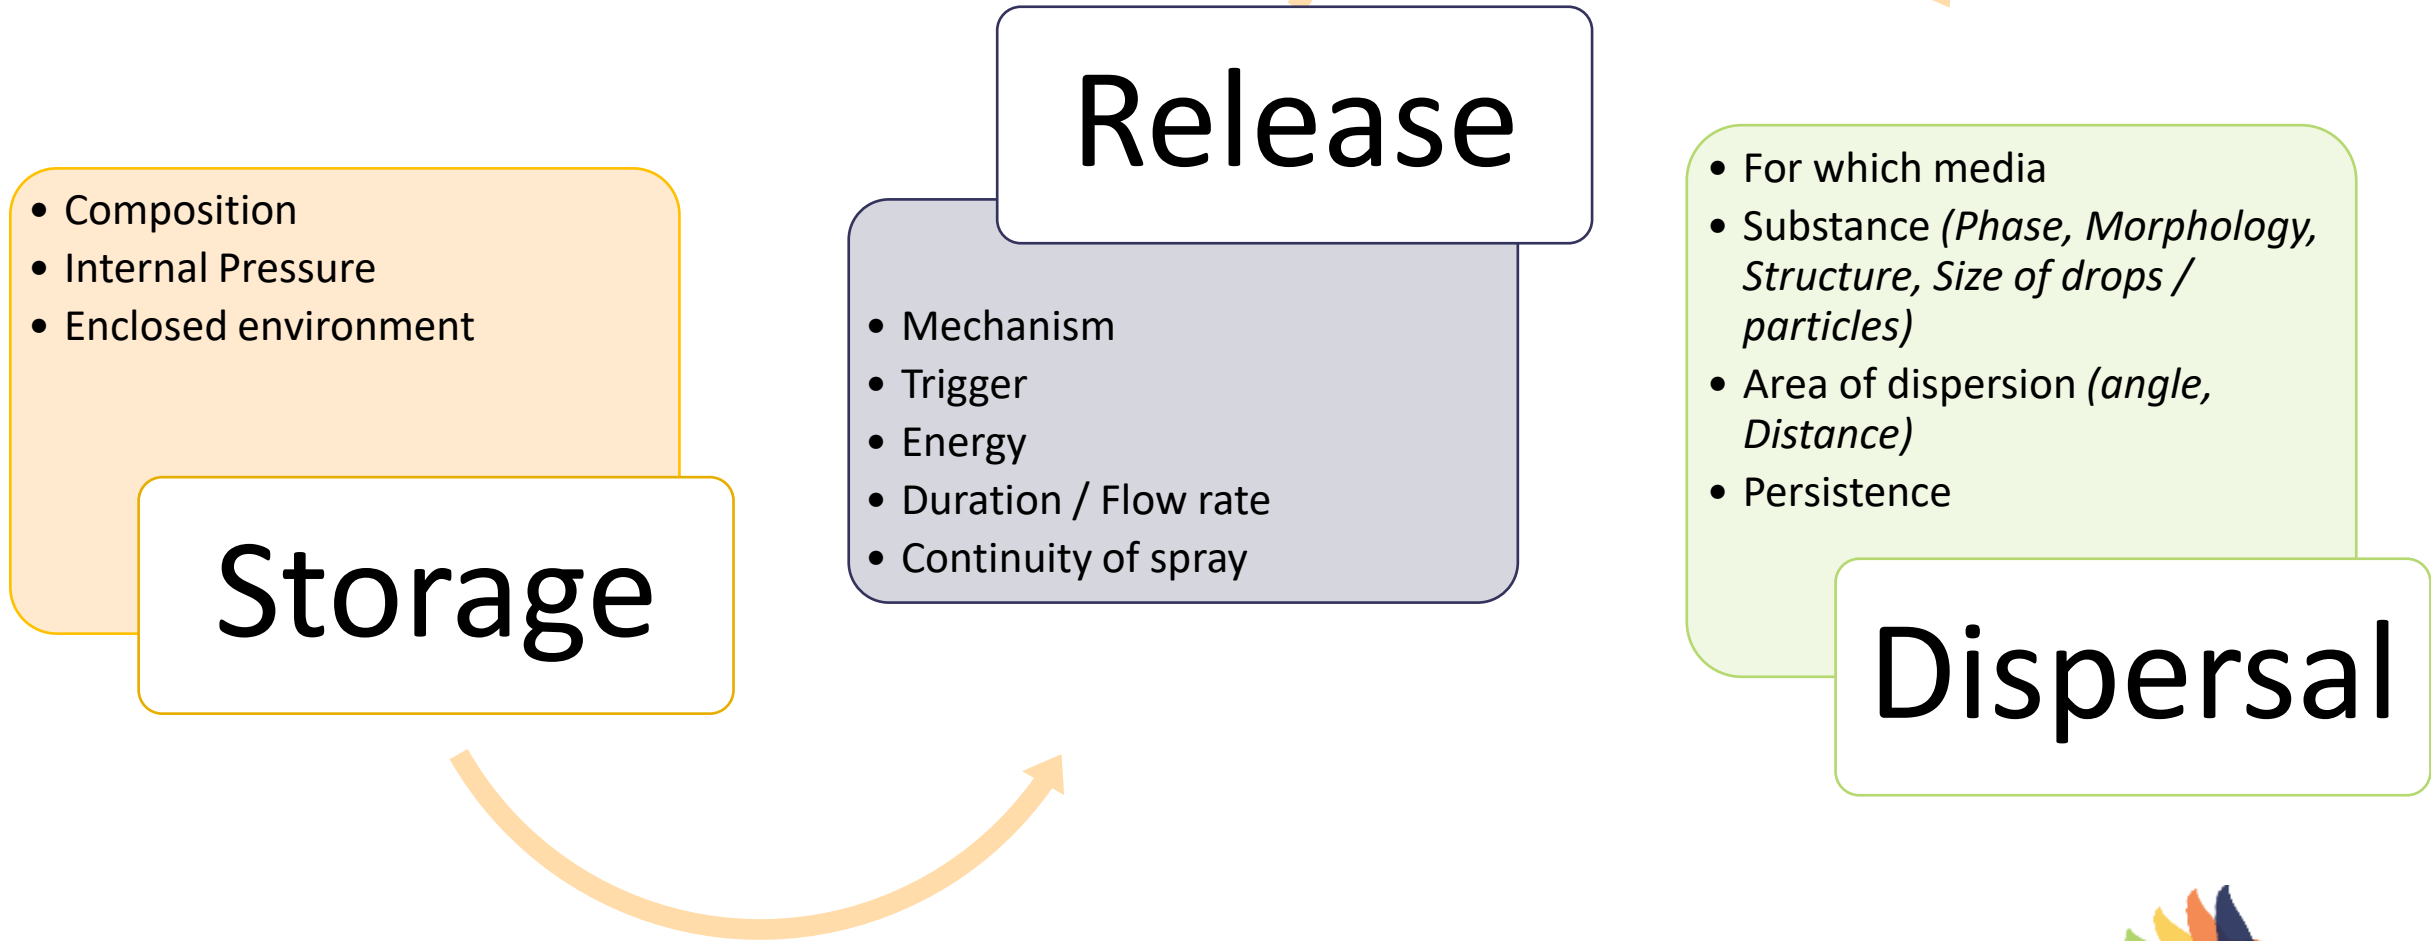 • Composition
• Internal Pressure
• Enclosed environment
Storage
Release
• Mechanism
• Trigger
• Energy
• Duration / Flow rate
• Continuity of spray
• For which media
• Substance (Phase, Morphology,
Structure, Size of drops /
particles)
• Area of dispersion (angle,
Distance)
• Persistence
Dispersal